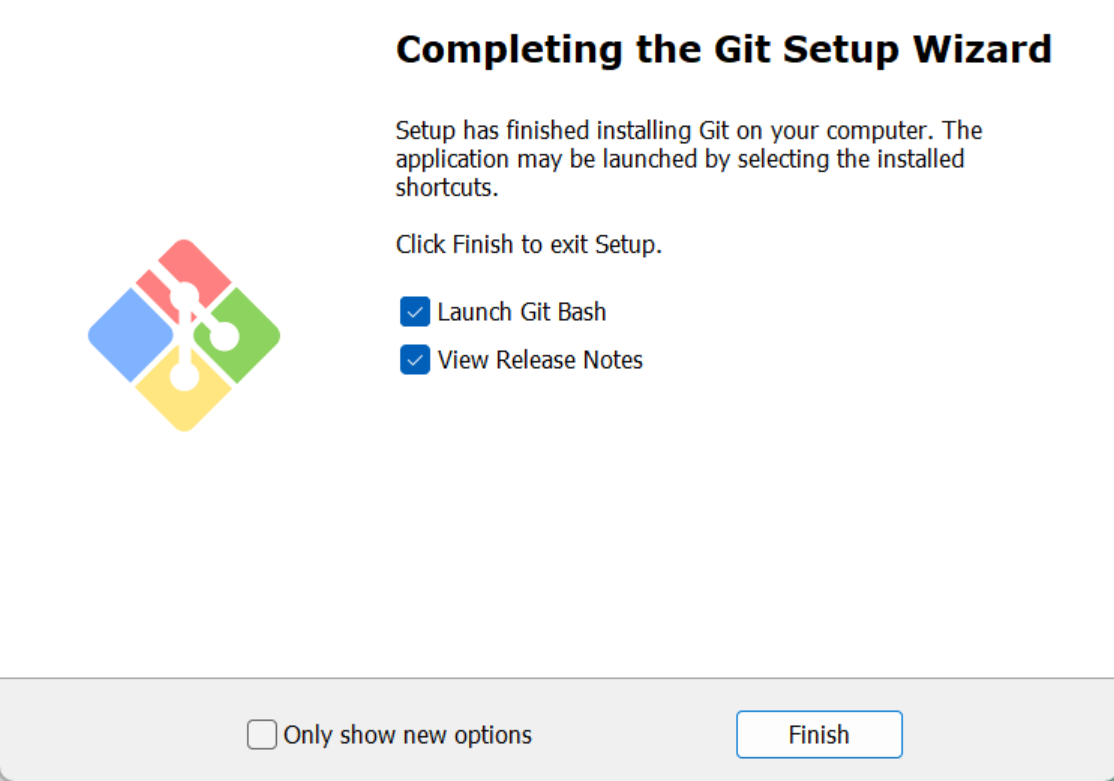 Completing the Git Setup Wizard
Setup has finished installing Git on your computer. The
application may be launched by selecting the installed
shortcuts.
Click Finish to exit Setup.
Launch Git Bash
View Release Notes
Only show new options
Finish